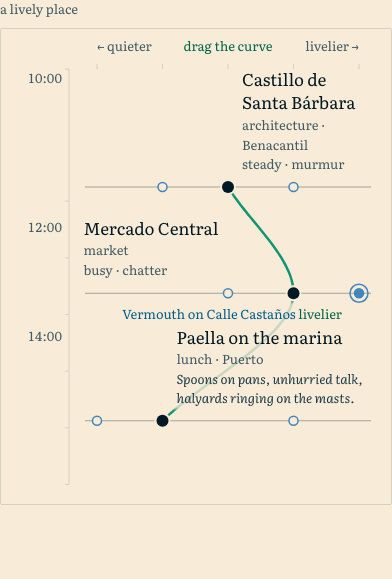 a lively place
← quieter drag the curve livelier →
10:00
Castillo de
Santa Bárbara
architecture ·
Benacantil
steady · murmur
12:00
Mercado Central
market
busy · chatter
Vermouth on Calle Castaños livelier
14:00
Paella on the marina
lunch · Puerto
Spoons on pans, unhurried talk,
halyards ringing on the masts.